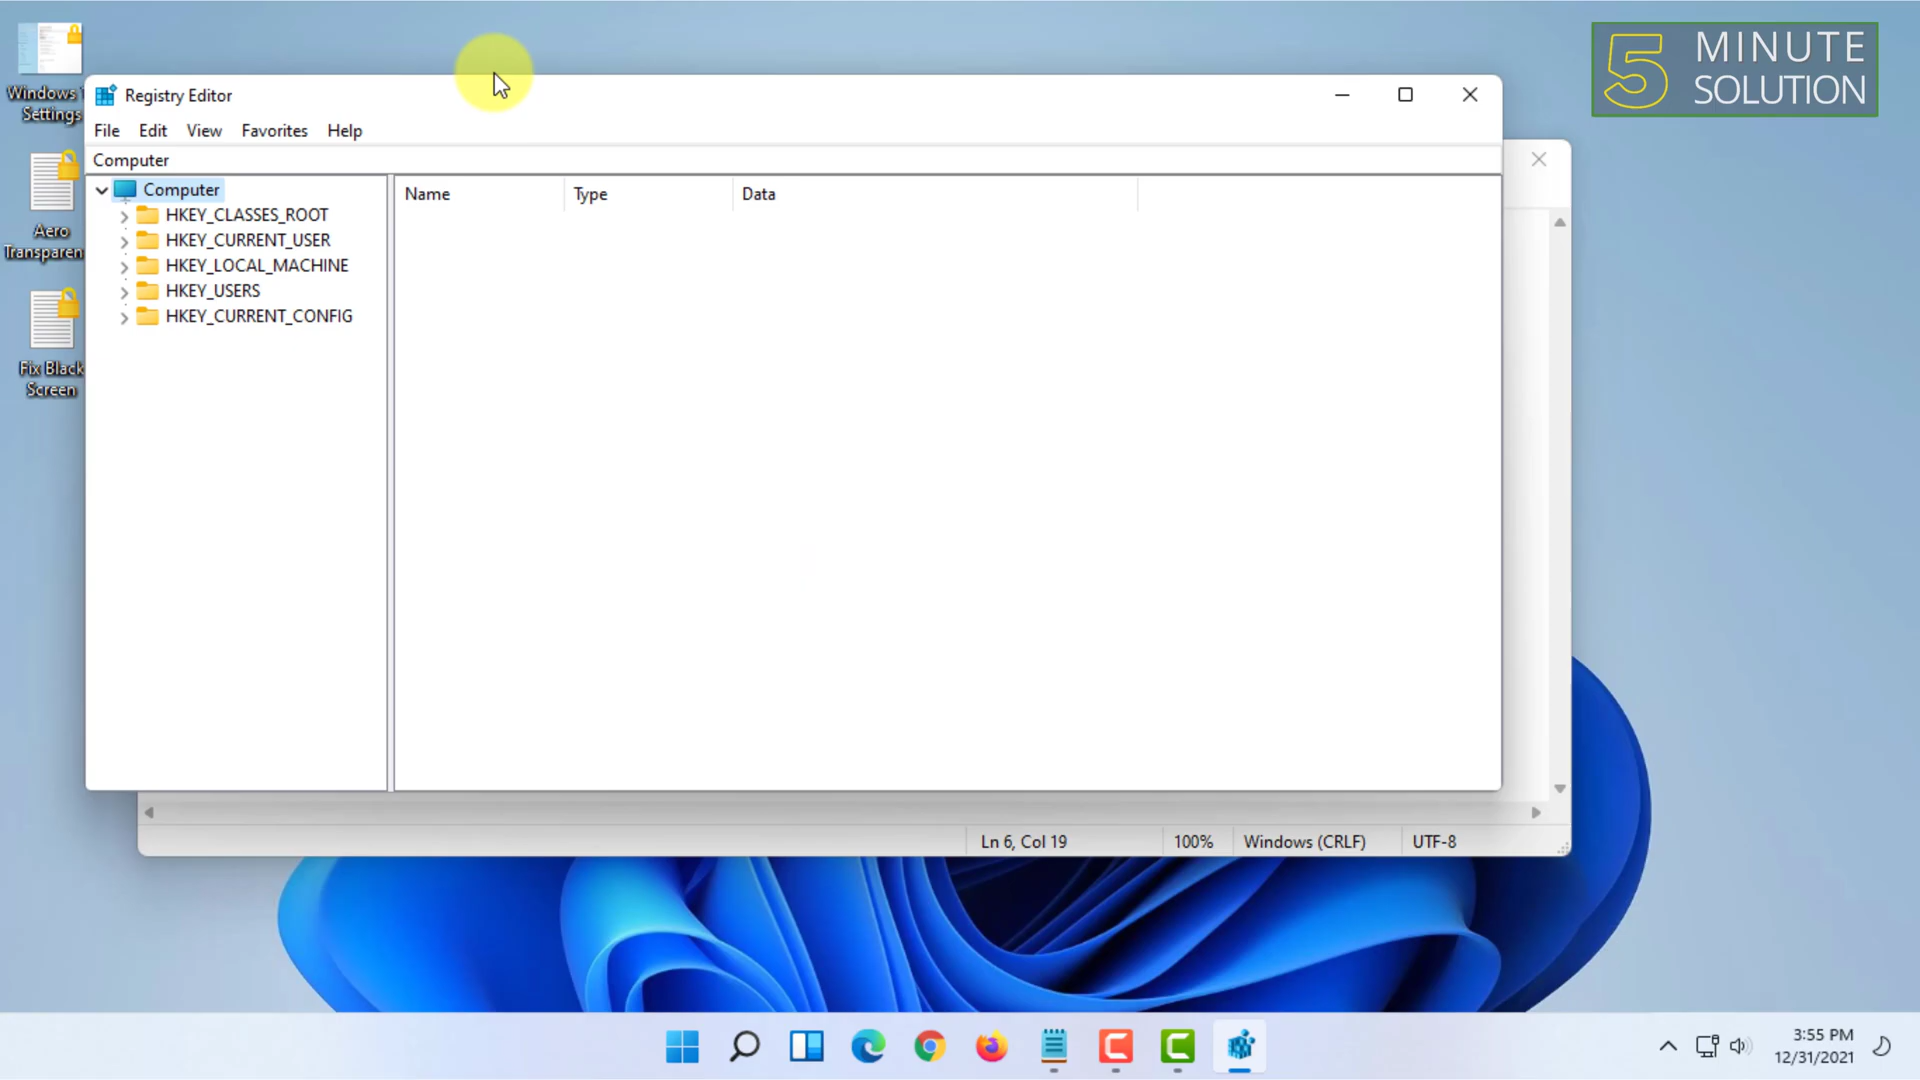 5 MINUTE
SOLUTION
Windows
Settings
Aero
Transparen
Fix Black
Screen
Registry Editor
File Edit View Favorites Help
Computer
Computer
HKEY_CLASSES_ROOT
HKEY_CURRENT_USER
HKEY_LOCAL_MACHINE
HKEY_USERS
HKEY_CURRENT_CONFIG
Name Type Data
Ln 6, Col 19 100% Windows (CRLF) UTF-8
3:55 PM
12/31/2021